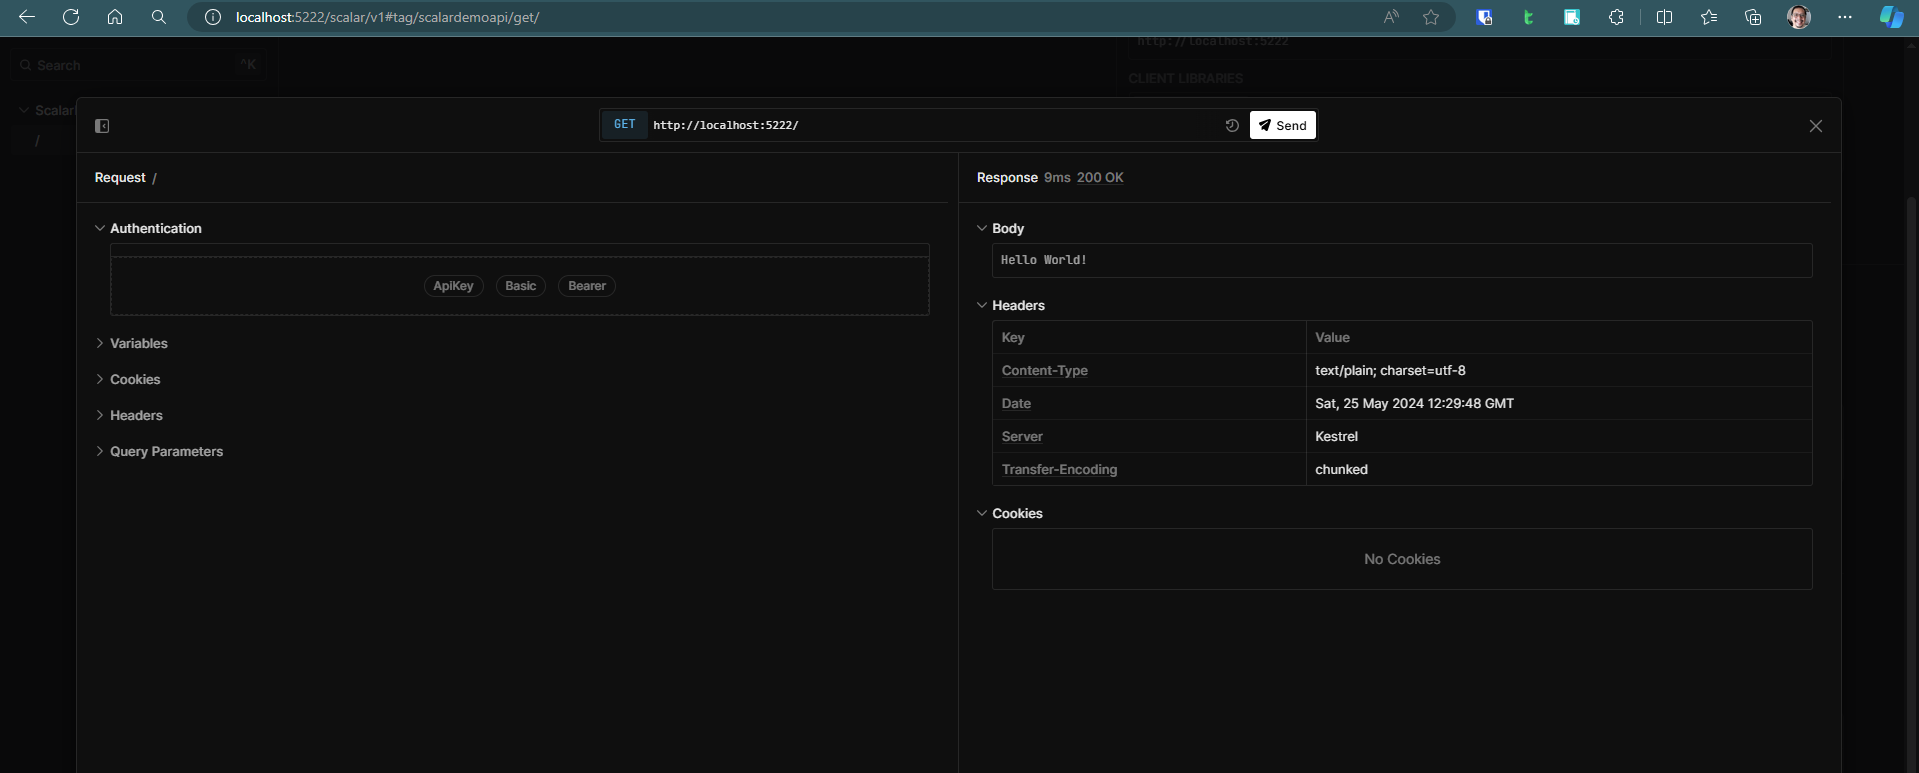 localhost:5222/scalar/v1#tag/scalardemoapi/get/
http://localhost:5222
Search ^K
CLIENT LIBRARIES
Scalar
/
GET http://localhost:5222/ Send
Request /
Authentication
ApiKey Basic Bearer
Variables
Cookies
Headers
Query Parameters
Response 9ms 200 OK
Body
Hello World!
Headers
Key Value
Content-Type text/plain; charset=utf-8
Date Sat, 25 May 2024 12:29:48 GMT
Server Kestrel
Transfer-Encoding chunked
Cookies
No Cookies